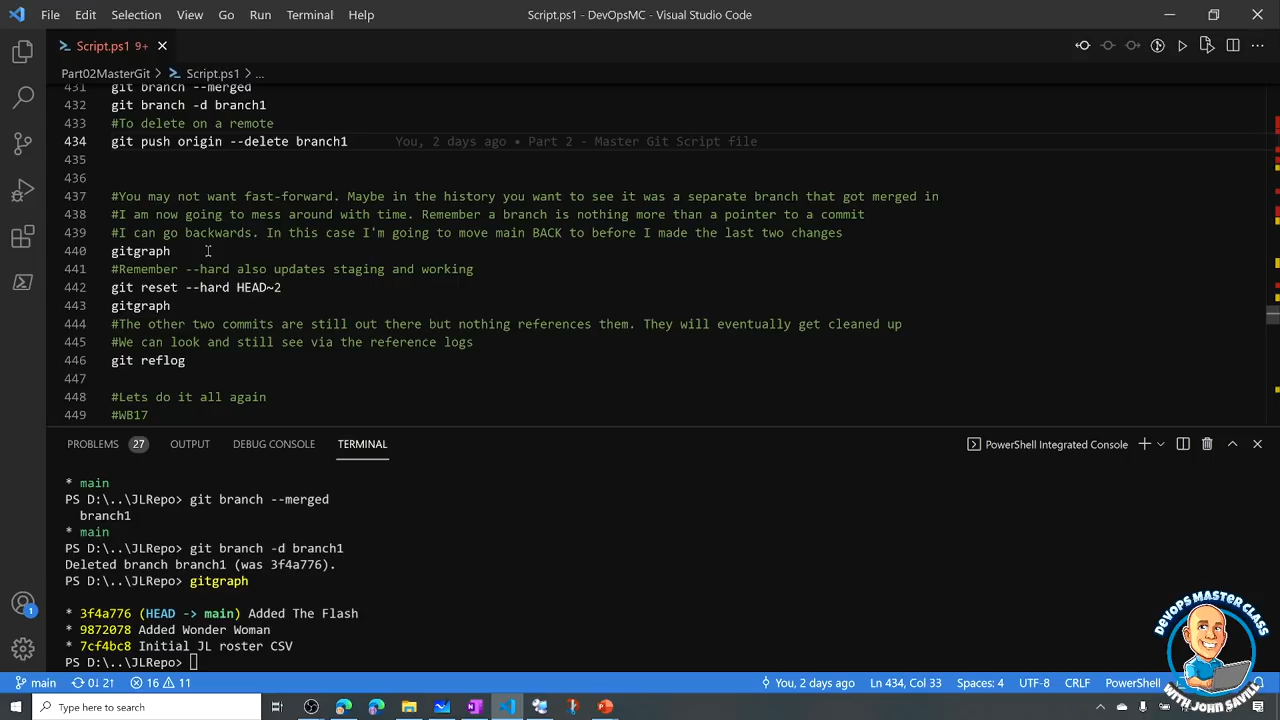 File Edit Selection View Go Run Terminal Help Script.ps1 - DevOpsMC - Visual Studio Code
Script.ps1 9+
Part02MasterGit > Script.ps1 > ...
431 git branch --merged
432 git branch -d branch1
433 #To delete on a remote
434 git push origin --delete branch1 You, 2 days ago • Part 2 - Master Git Script file
435
436
437 #You may not want fast-forward. Maybe in the history you want to see it was a separate branch that got merged in
438 #I am now going to mess around with time. Remember a branch is nothing more than a pointer to a commit
439 #I can go backwards. In this case I'm going to move main BACK to before I made the last two changes
440 gitgraph
441 #Remember --hard also updates staging and working
442 git reset --hard HEAD~2
443 gitgraph
444 #The other two commits are still out there but nothing references them. They will eventually get cleaned up
445 #We can look and still see via the reference logs
446 git reflog
447
448 #Lets do it all again
449 #WB17
PROBLEMS 27 OUTPUT DEBUG CONSOLE TERMINAL PowerShell Integrated Console
* main
PS D:\..\JLRepo> git branch --merged
branch1
* main
PS D:\..\JLRepo> git branch -d branch1
Deleted branch branch1 (was 3f4a776).
PS D:\..\JLRepo> gitgraph
* 3f4a776 (HEAD -> main) Added The Flash
* 9872078 Added Wonder Woman
* 7cf4bc8 Initial JL roster CSV
PS D:\..\JLRepo>
1
DEVOPS MASTER CLASS
WITH JOHN SAVILL
main 0↓ 2↑ 16 11 You, 2 days ago Ln 434, Col 33 Spaces: 4 UTF-8 CRLF PowerShell
Type here to search